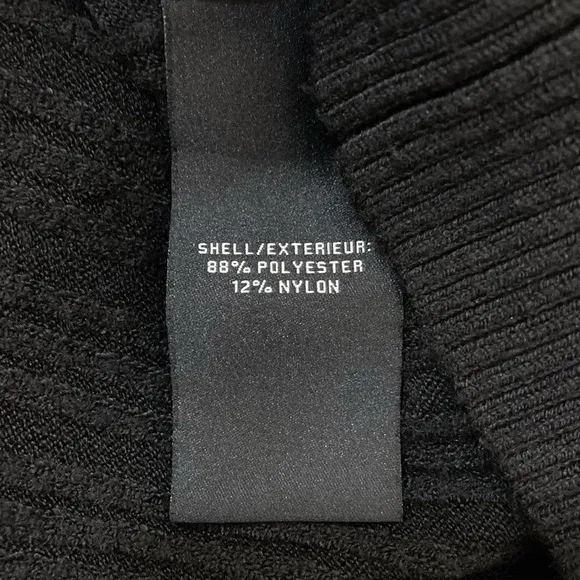 SHELL/EXTERIEUR:
88% POLYESTER
12% NYLON